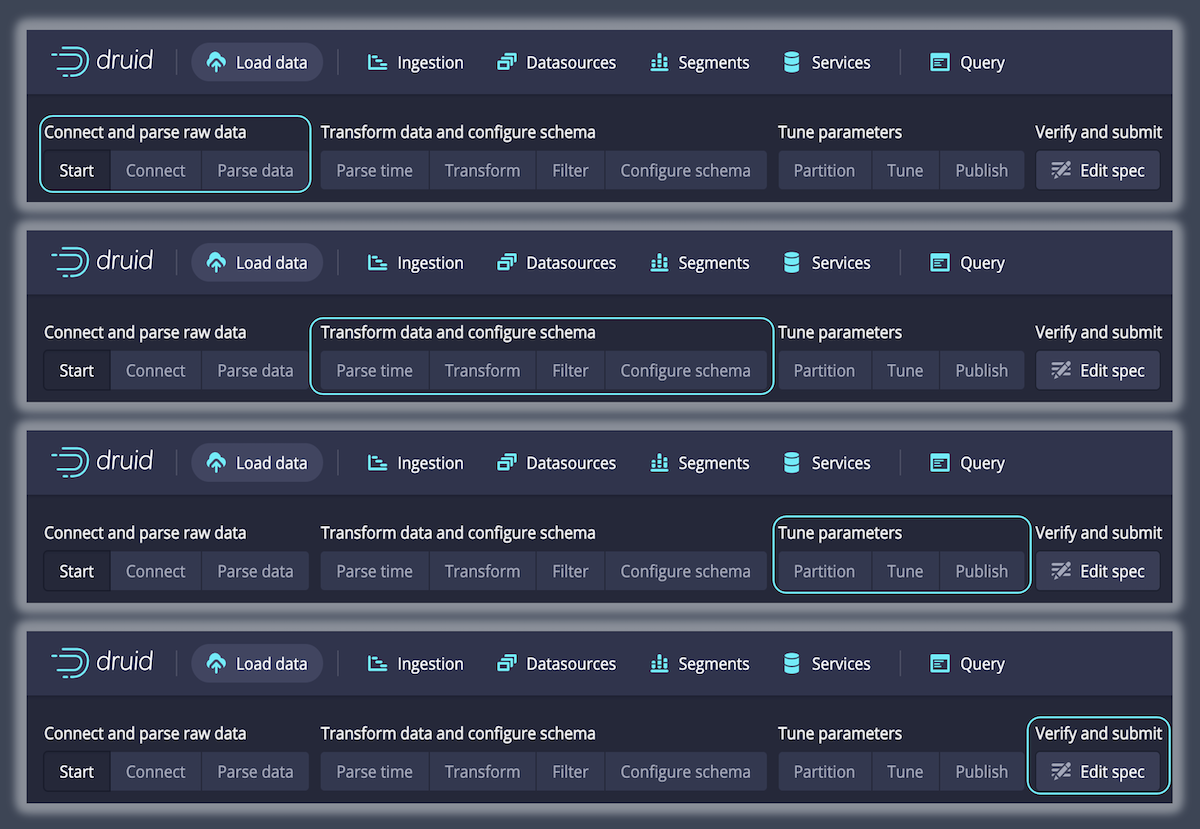 druid Load data Ingestion Datasources Segments Services Query
Connect and parse raw data Transform data and configure schema Tune parameters Verify and submit
Start Connect Parse data Parse time Transform Filter Configure schema Partition Tune Publish Edit spec
druid Load data Ingestion Datasources Segments Services Query
Connect and parse raw data Transform data and configure schema Tune parameters Verify and submit
Start Connect Parse data Parse time Transform Filter Configure schema Partition Tune Publish Edit spec
druid Load data Ingestion Datasources Segments Services Query
Connect and parse raw data Transform data and configure schema Tune parameters Verify and submit
Start Connect Parse data Parse time Transform Filter Configure schema Partition Tune Publish Edit spec
druid Load data Ingestion Datasources Segments Services Query
Connect and parse raw data Transform data and configure schema Tune parameters Verify and submit
Start Connect Parse data Parse time Transform Filter Configure schema Partition Tune Publish Edit spec